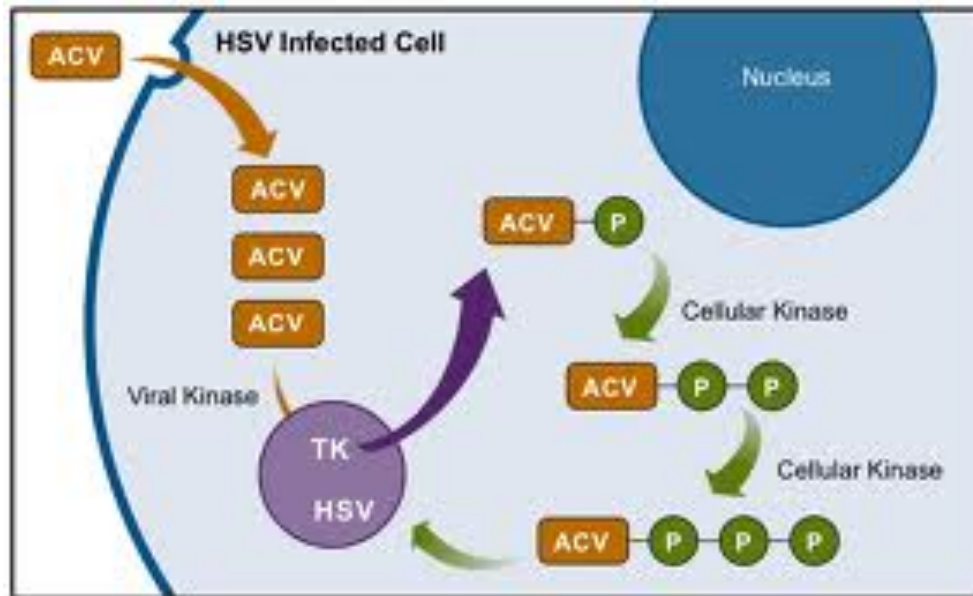 ACV
HSV Infected Cell
Nucleus
ACV
ACV
ACV
ACV P
Cellular Kinase
Viral Kinase
ACV P P
TK
HSV
Cellular Kinase
ACV P P P